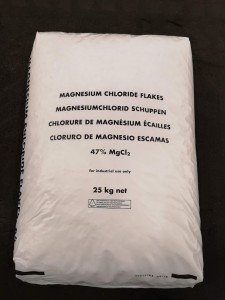 MAGNESIUM CHLORIDE FLAKES
MAGNESIUMCHLORID SCHUPPEN
CHLORURE DE MAGNÉSIUM ÉCAILLES
CLORURO DE MAGNESIO ESCAMAS
47% MgCl₂
for industrial use only
25 kg net